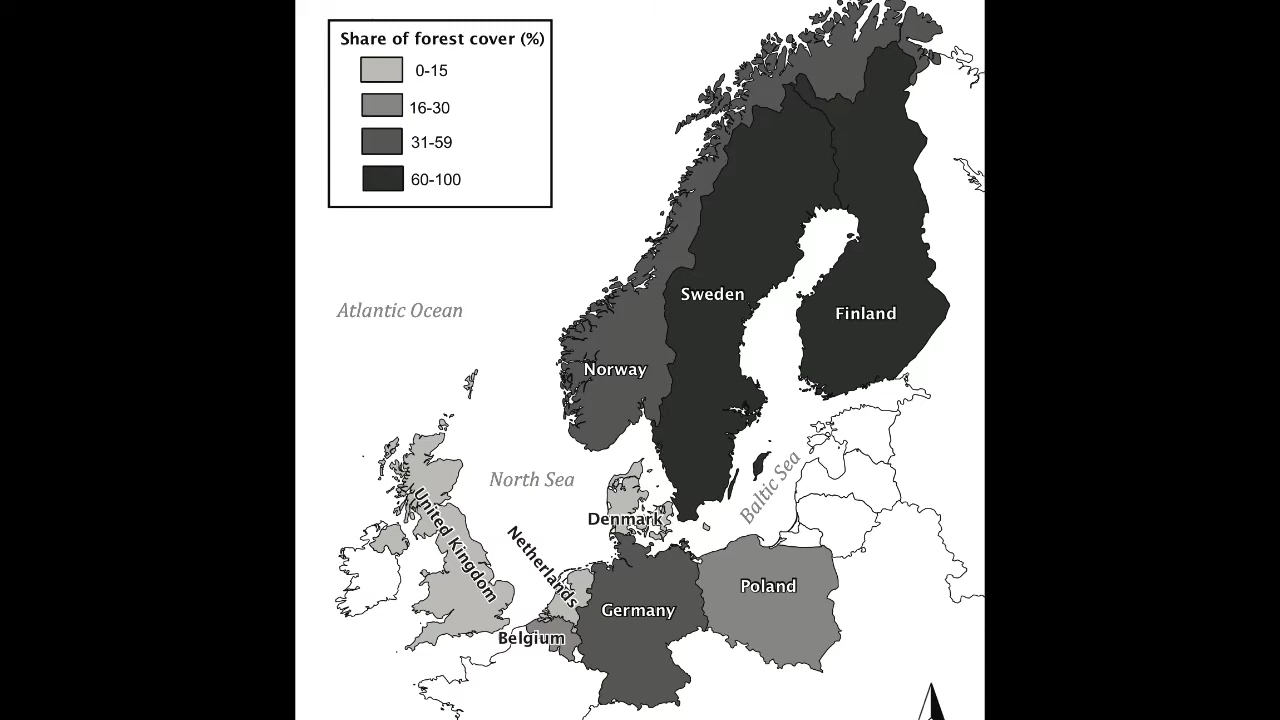 Share of forest cover (%)
0-15
16-30
31-59
60-100
Sweden
Finland
Atlantic Ocean
Norway
North Sea
Baltic Sea
Denmark
United Kingdom
Netherlands
Poland
Germany
Belgium